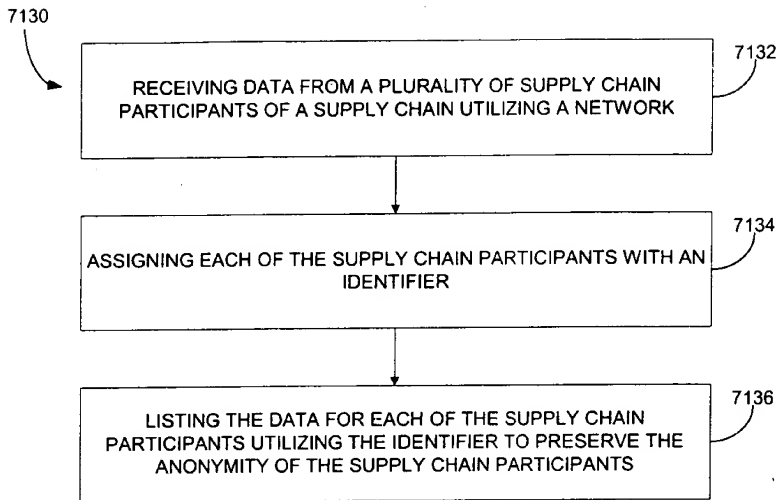 7130
7132
RECEIVING DATA FROM A PLURALITY OF SUPPLY CHAIN
PARTICIPANTS OF A SUPPLY CHAIN UTILIZING A NETWORK
7134
ASSIGNING EACH OF THE SUPPLY CHAIN PARTICIPANTS WITH AN
IDENTIFIER
7136
LISTING THE DATA FOR EACH OF THE SUPPLY CHAIN
PARTICIPANTS UTILIZING THE IDENTIFIER TO PRESERVE THE
ANONYMITY OF THE SUPPLY CHAIN PARTICIPANTS